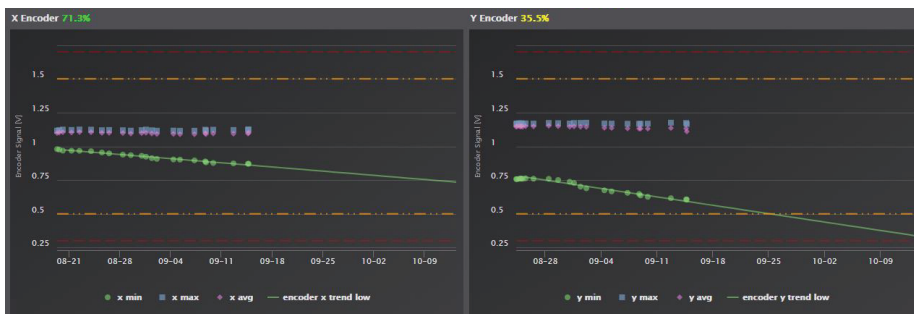 X Encoder 71.3%
Encoder Signal [V]
1.5
1.25
1
0.75
0.5
0.25
08-21 08-28 09-04 09-11 09-18 09-25 10-02 10-09
x min x max x avg encoder x trend low
Y Encoder 35.5%
Encoder Signal [V]
1.5
1.25
1
0.75
0.5
0.25
08-28 09-04 09-11 09-18 09-25 10-02 10-09
y min y max y avg encoder y trend low